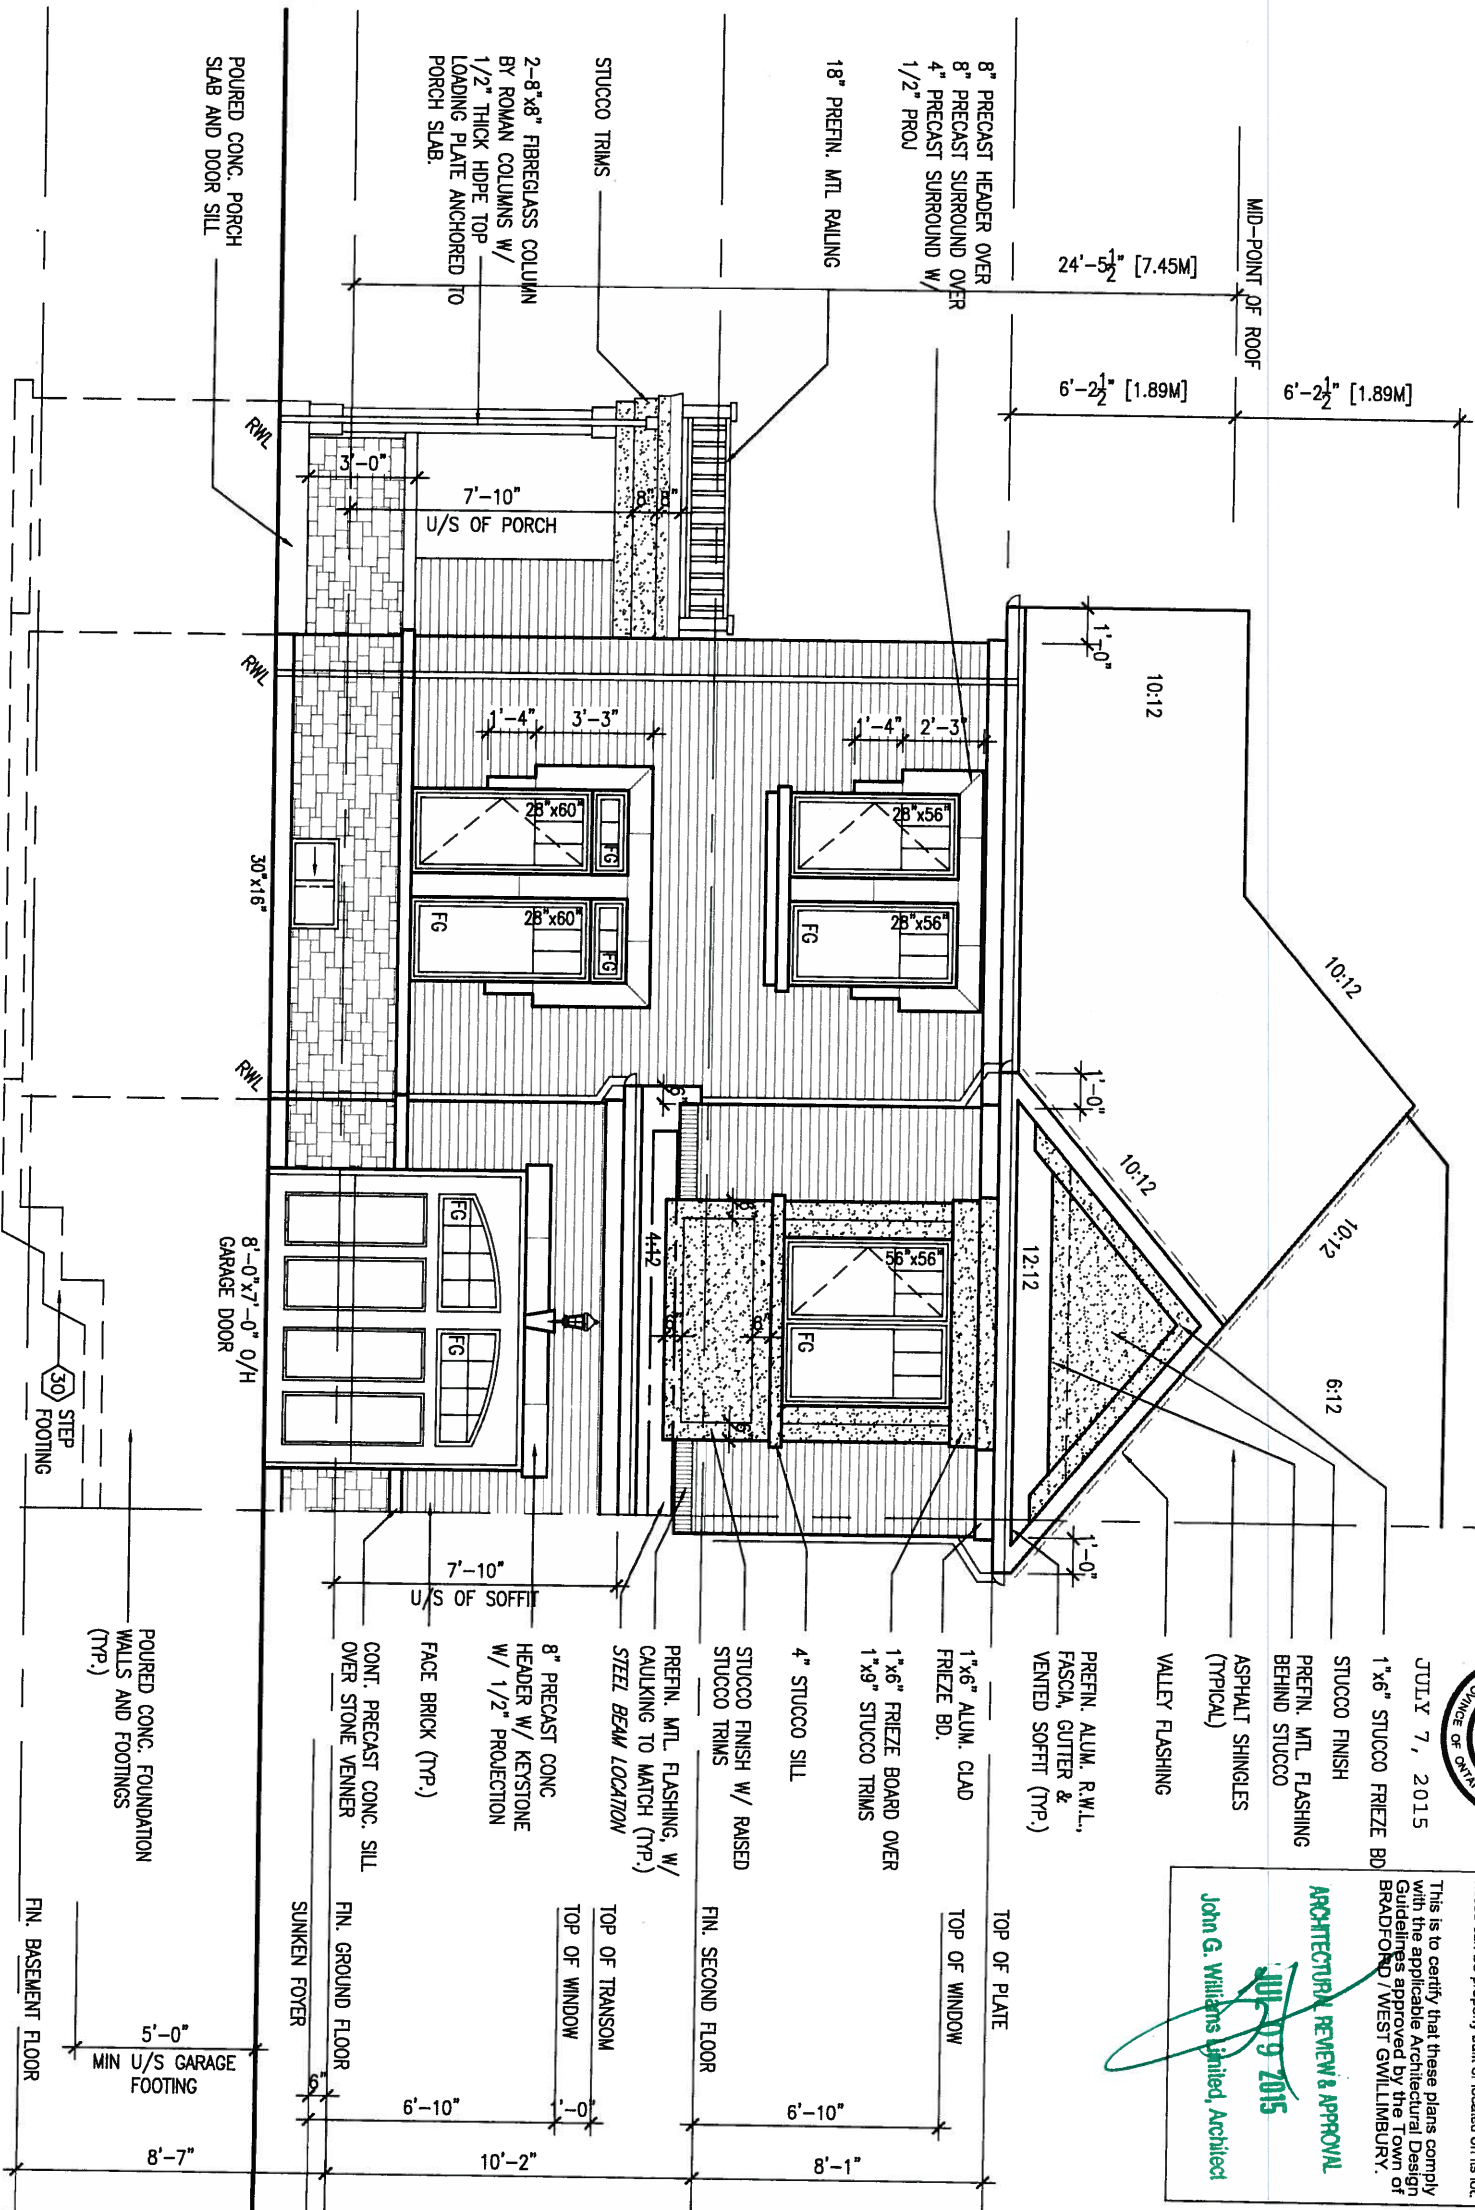 MID-POINT OF ROOF
24'-5½" [7.45M]
6'-2½" [1.89M]
6'-2½" [1.89M]
8" PRECAST HEADER OVER
8" PRECAST SURROUND OVER
4" PRECAST SURROUND W/
1/2" PROJ
18" PREFIN. MTL RAILING
STUCCO TRIMS
2-8"x8" FIBREGLASS COLUMN
BY ROMAN COLUMNS W/
1/2" THICK HDPE TOP
LOADING PLATE ANCHORED TO
PORCH SLAB.
POURED CONC. PORCH
SLAB AND DOOR SILL
RWL
RWL
RWL
3'-0"
7'-10"
U/S OF PORCH
8"
8"
1'-0"
10:12
10:12
10:12
10:12
12:12
6:12
4:12
1'-0"
1'-0"
1'-4"
3'-3"
1'-4"
2'-3"
28"x60"
FG
28"x60"
FG
FG
28"x56"
28"x56"
FG
30"x16"
6"
6"
6"
6"
6"
56"x56"
FG
FG
FG
8'-0"x7'-0" O/H
GARAGE DOOR
30
STEP
FOOTING
7'-10"
U/S OF SOFFIT
JULY 7, 2015
1"x6" STUCCO FRIEZE BD
STUCCO FINISH
PREFIN. MTL. FLASHING
BEHIND STUCCO
ASPHALT SHINGLES
(TYPICAL)
VALLEY FLASHING
PREFIN. ALUM. R.W.L.,
FASCIA, GUTTER &
VENTED SOFFIT (TYP.)
1"x6" ALUM. CLAD
FRIEZE BD.
1"x6" FRIEZE BOARD OVER
1"x9" STUCCO TRIMS
4" STUCCO SILL
STUCCO FINISH W/ RAISED
STUCCO TRIMS
PREFIN. MTL. FLASHING, W/
CAULKING TO MATCH (TYP.)
STEEL BEAM LOCATION
8" PRECAST CONC
HEADER W/ KEYSTONE
W/ 1/2" PROJECTION
FACE BRICK (TYP.)
CONT. PRECAST CONC. SILL
OVER STONE VENNER
POURED CONC. FOUNDATION
WALLS AND FOOTINGS
(TYP.)
TOP OF PLATE
TOP OF WINDOW
FIN. SECOND FLOOR
TOP OF TRANSOM
TOP OF WINDOW
FIN. GROUND FLOOR
SUNKEN FOYER
FIN. BASEMENT FLOOR
5'-0"
MIN U/S GARAGE
FOOTING
6"
6'-10"
1'-0"
6'-10"
8'-7"
10'-2"
8'-1"
This is to certify that these plans comply
with the applicable Architectural Design
Guidelines approved by the Town of
BRADFORD / WEST GWILLIMBURY.
ARCHITECTURAL REVIEW & APPROVAL
JUL 09 2015
John G. Williams Limited, Architect